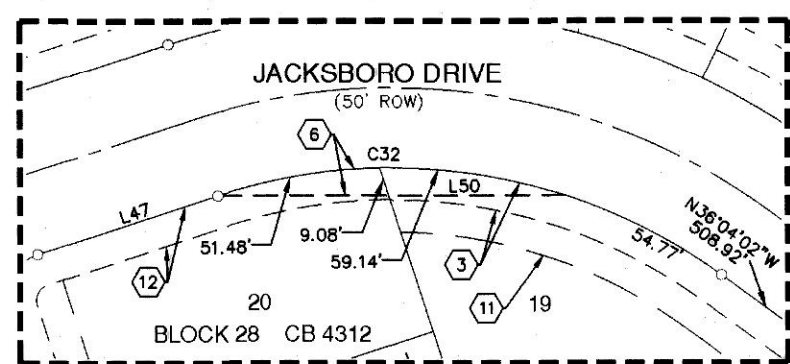 JACKSBORO DRIVE
(50' ROW)
6
C32
L50
L47
N36°04'02"W
508.92'
51.48'
9.08'
59.14'
54.77'
12
3
11
20
19
BLOCK 28 CB 4312